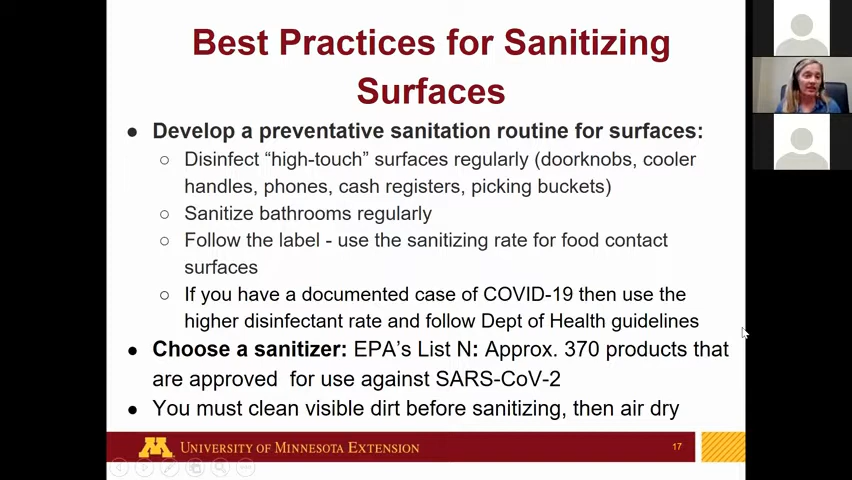 Best Practices for Sanitizing
Surfaces
● Develop a preventative sanitation routine for surfaces:
○ Disinfect “high-touch” surfaces regularly (doorknobs, cooler
handles, phones, cash registers, picking buckets)
○ Sanitize bathrooms regularly
○ Follow the label - use the sanitizing rate for food contact
surfaces
○ If you have a documented case of COVID-19 then use the
higher disinfectant rate and follow Dept of Health guidelines
● Choose a sanitizer: EPA’s List N: Approx. 370 products that
are approved for use against SARS-CoV-2
● You must clean visible dirt before sanitizing, then air dry
M UNIVERSITY OF MINNESOTA EXTENSION
17